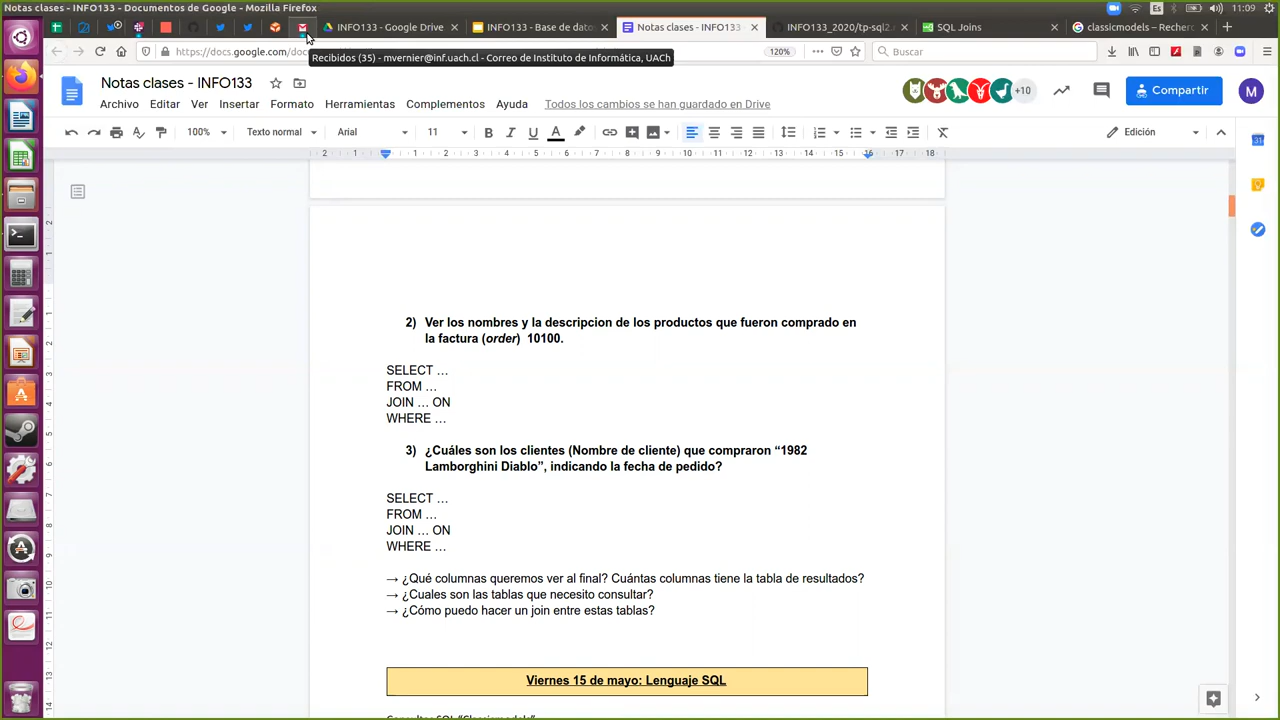 Notas clases - INFO133 - Documentos de Google - Mozilla Firefox
11:09
INFO133 - Google Drive
INFO133 - Base de dato
Notas clases - INFO133 -
INFO133_2020/tp-sql2.
SQL Joins
classicmodels – Rechero
https://docs.google.com/doc
Recibidos (35) - mvernier@inf.uach.cl - Correo de Instituto de Informática, UACh
120%
Buscar
Notas clases - INFO133
Archivo Editar Ver Insertar Formato Herramientas Complementos Ayuda Todos los cambios se han guardado en Drive
+10
Compartir
M
100% Texto normal Arial 11 Edición
2) Ver los nombres y la descripcion de los productos que fueron comprado en
la factura (order) 10100.
SELECT …
FROM …
JOIN … ON
WHERE …
3) ¿Cuáles son los clientes (Nombre de cliente) que compraron “1982
Lamborghini Diablo”, indicando la fecha de pedido?
SELECT …
FROM …
JOIN … ON
WHERE …
→ ¿Qué columnas queremos ver al final? Cuántas columnas tiene la tabla de resultados?
→ ¿Cuales son las tablas que necesito consultar?
→ ¿Cómo puedo hacer un join entre estas tablas?
Viernes 15 de mayo: Lenguaje SQL
Consultas SQL “Classicmodels”